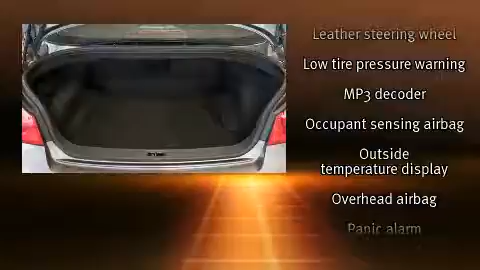 Leather steering wheel
Low tire pressure warning
MP3 decoder
Occupant sensing airbag
Outside
temperature display
Overhead airbag
Panic alarm